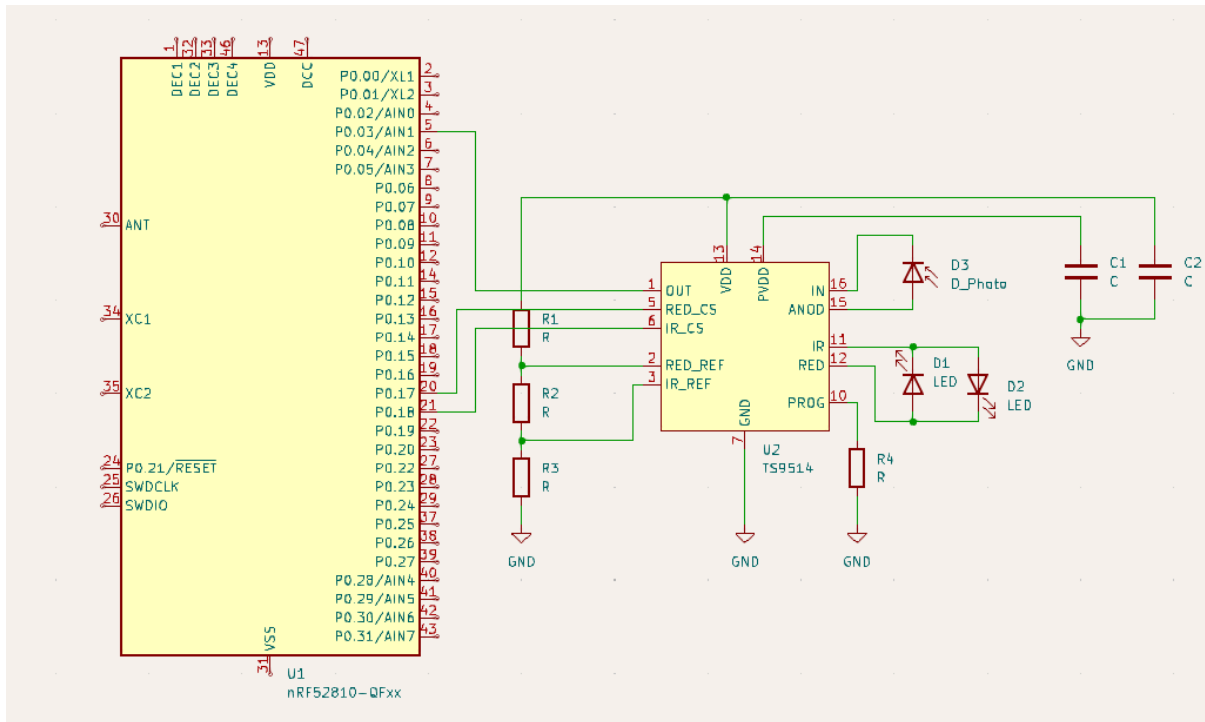 1
32
33
46
13
47
DEC1
DEC2
DEC3
DEC4
VDD
DCC
P0.00/XL1 2
P0.01/XL2 3
P0.02/AIN0 4
P0.03/AIN1 5
P0.04/AIN2 6
P0.05/AIN3 7
P0.06 8
P0.07 9
P0.08 10
P0.09 11
P0.10 12
P0.11 14
P0.12 15
P0.13 16
P0.14 17
P0.15 18
P0.16 19
P0.17 20
P0.18 21
P0.19 22
P0.20 23
P0.22 27
P0.23 28
P0.24 29
P0.25 37
P0.26 38
P0.27 39
P0.28/AIN4 40
P0.29/AIN5 41
P0.30/AIN6 42
P0.31/AIN7 43
30 ANT
34 XC1
35 XC2
24 P0.21/RESET
25 SWDCLK
26 SWDIO
VSS
31
U1
nRF52810-QFxx
R1
R
R2
R
R3
R
GND
13
14
VDD
PVDD
1 OUT
5 RED_CS
6 IR_CS
2 RED_REF
3 IR_REF
IN 16
ANOD 15
IR 11
RED 12
PROG 10
GND
7
U2
TS9514
GND
R4
R
GND
D3
D_Photo
D1
LED
D2
LED
C1
C
C2
C
GND